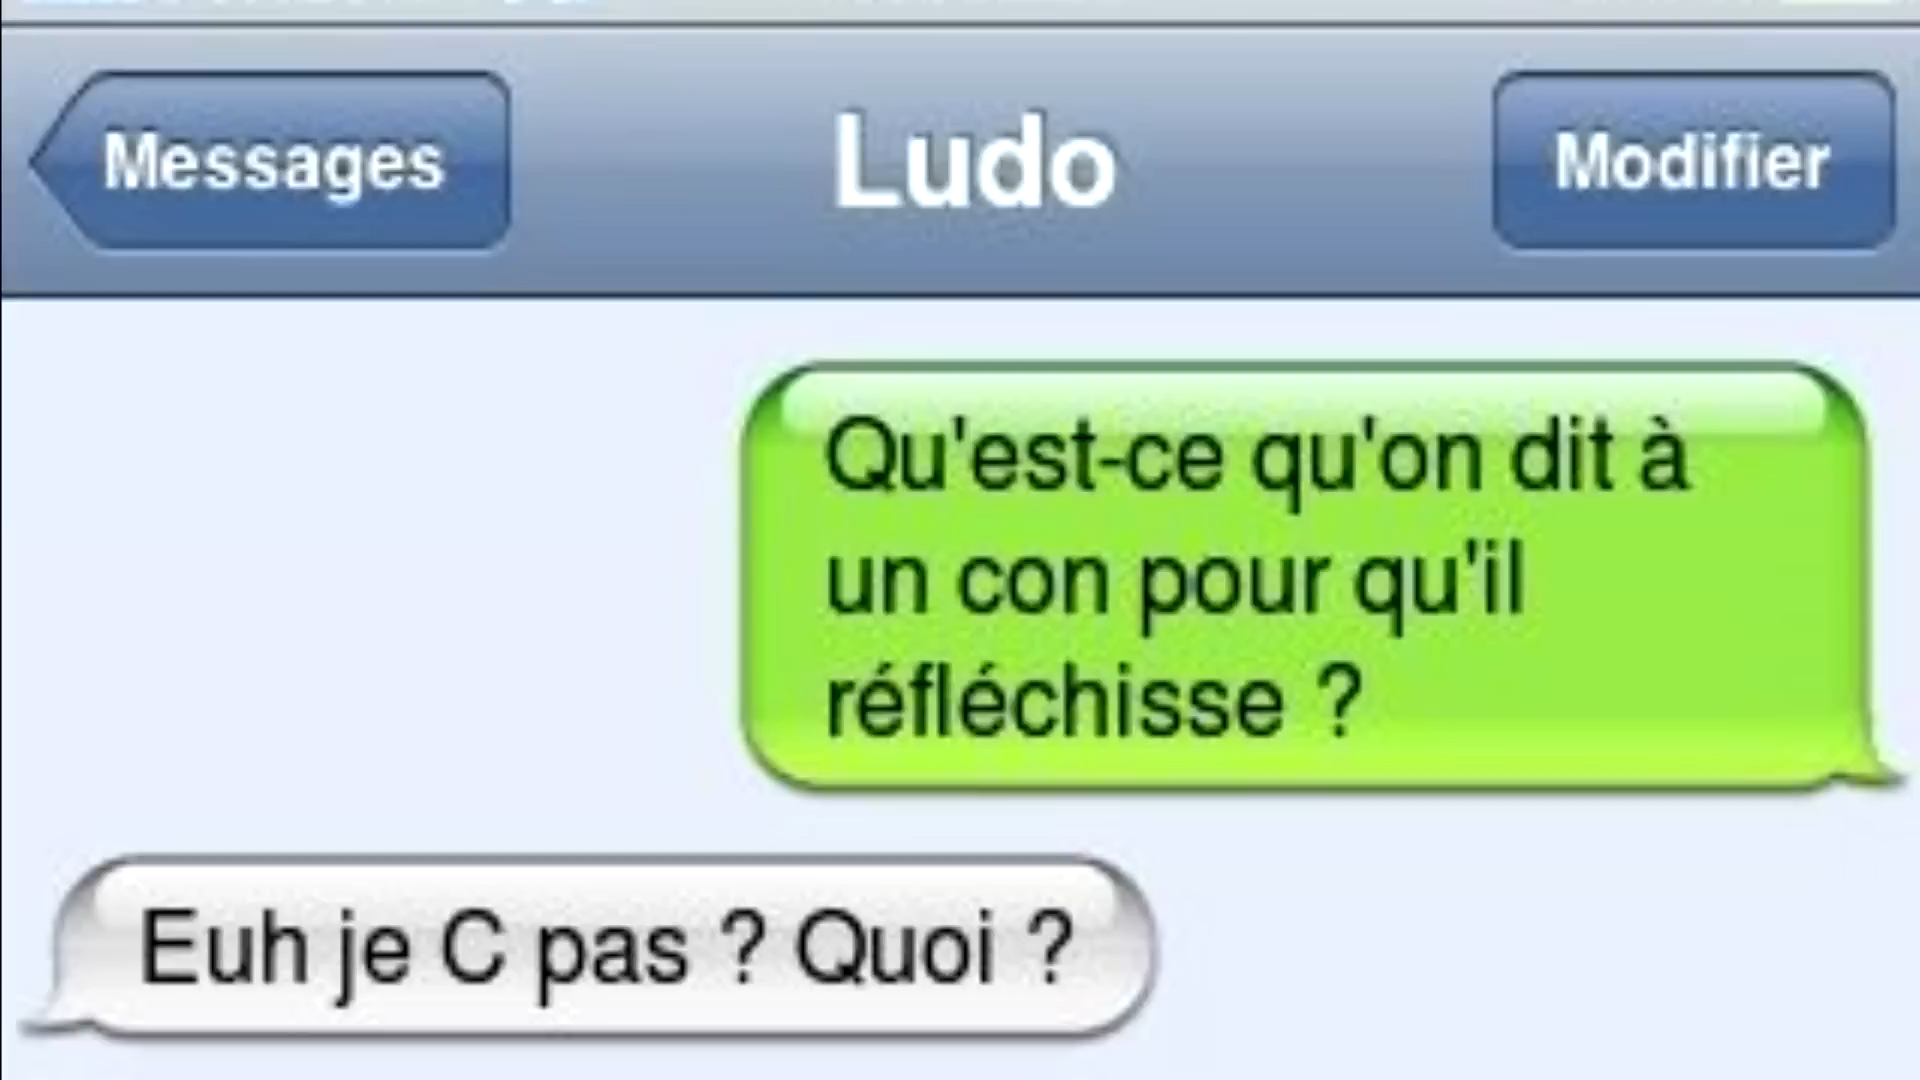 Messages
Ludo
Modifier
Qu'est-ce qu'on dit à
un con pour qu'il
réfléchisse ?
Euh je C pas ? Quoi ?